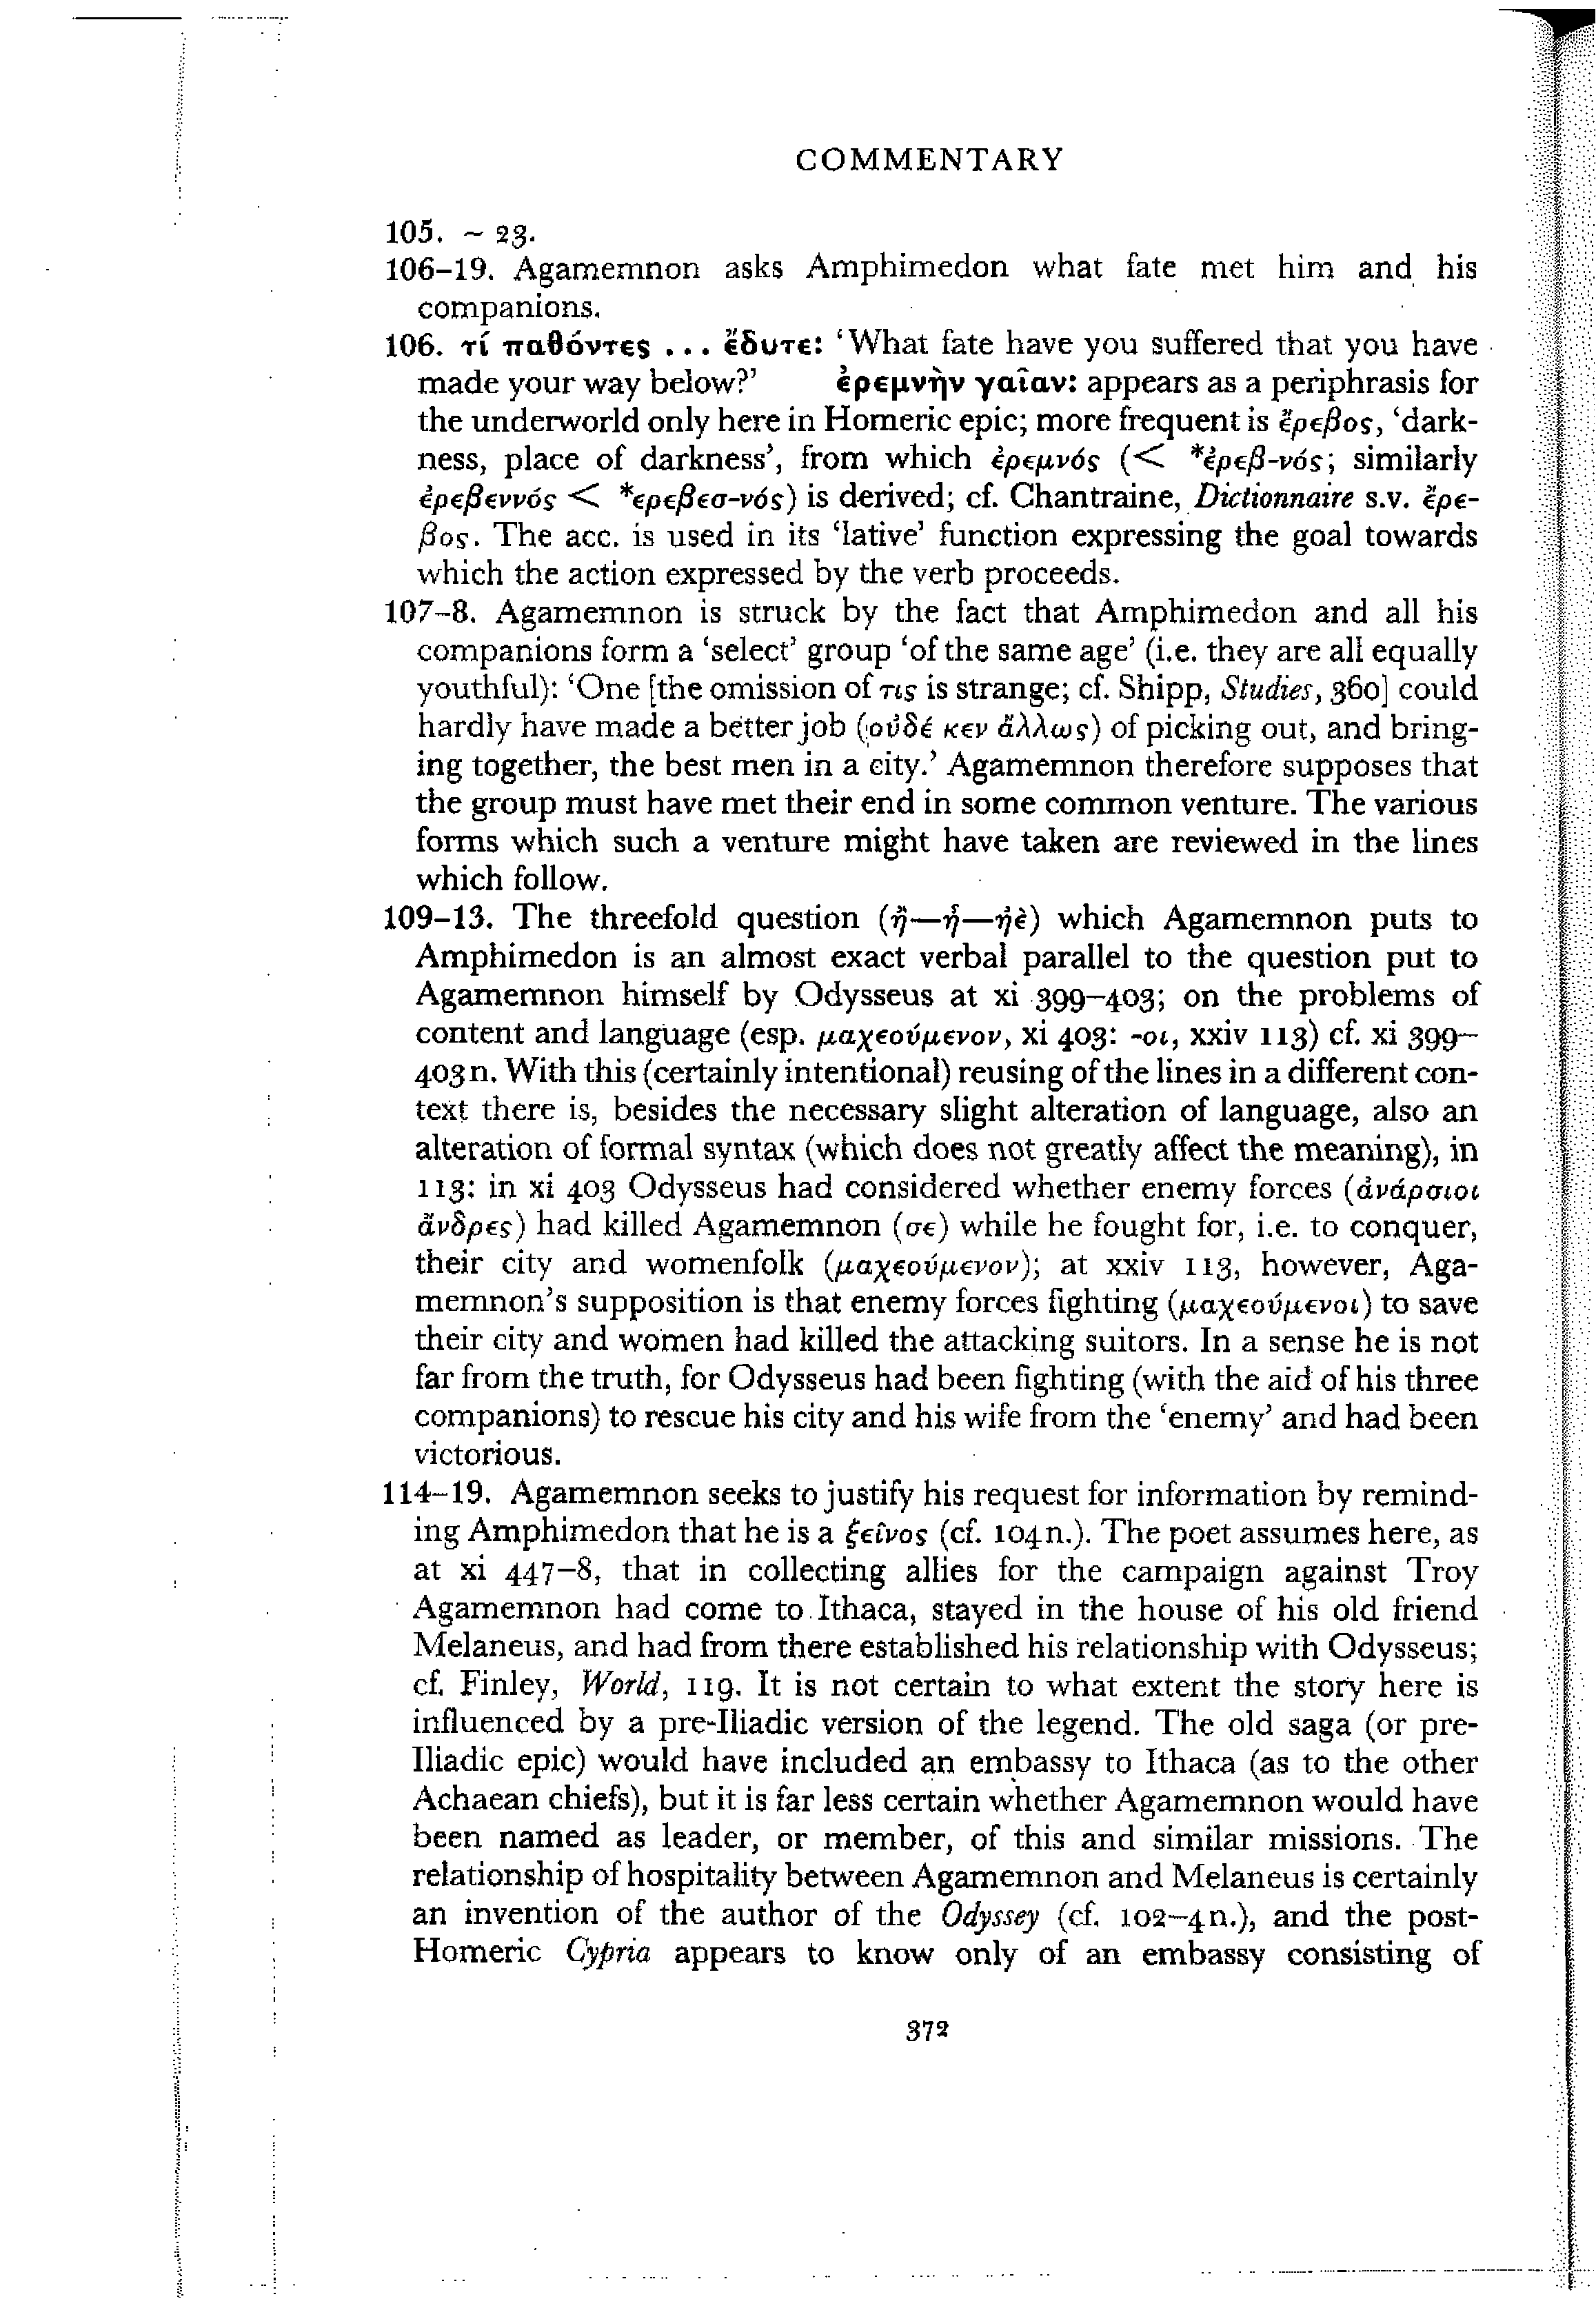 COMMENTARY
105. ~ 23.
106–19. Agamemnon asks Amphimedon what fate met him and his
companions.
106. τί παθόντες . . . ἔδυτε: ‘What fate have you suffered that you have
made your way below?’ ἐρεμνὴν γαῖαν: appears as a periphrasis for
the underworld only here in Homeric epic; more frequent is ἔρεβος, ‘dark-
ness, place of darkness’, from which ἐρεμνός (< *ἐρεβ-νός; similarly
ἐρεβεννός < *ερεβεσ-νός) is derived; cf. Chantraine, Dictionnaire s.v. ἔρε-
βος. The acc. is used in its ‘lative’ function expressing the goal towards
which the action expressed by the verb proceeds.
107–8. Agamemnon is struck by the fact that Amphimedon and all his
companions form a ‘select’ group ‘of the same age’ (i.e. they are all equally
youthful): ‘One [the omission of τις is strange; cf. Shipp, Studies, 360] could
hardly have made a better job (οὐδέ κεν ἄλλως) of picking out, and bring-
ing together, the best men in a city.’ Agamemnon therefore supposes that
the group must have met their end in some common venture. The various
forms which such a venture might have taken are reviewed in the lines
which follow.
109–13. The threefold question (ἤ—ἤ—ἠὲ) which Agamemnon puts to
Amphimedon is an almost exact verbal parallel to the question put to
Agamemnon himself by Odysseus at xi 399–403; on the problems of
content and language (esp. μαχεούμενον, xi 403: -οι, xxiv 113) cf. xi 399–
403 n. With this (certainly intentional) reusing of the lines in a different con-
text there is, besides the necessary slight alteration of language, also an
alteration of formal syntax (which does not greatly affect the meaning), in
113: in xi 403 Odysseus had considered whether enemy forces (ἀνάρσιοι
ἄνδρες) had killed Agamemnon (σε) while he fought for, i.e. to conquer,
their city and womenfolk (μαχεούμενον); at xxiv 113, however, Aga-
memnon’s supposition is that enemy forces fighting (μαχεούμενοι) to save
their city and women had killed the attacking suitors. In a sense he is not
far from the truth, for Odysseus had been fighting (with the aid of his three
companions) to rescue his city and his wife from the ‘enemy’ and had been
victorious.
114–19. Agamemnon seeks to justify his request for information by remind-
ing Amphimedon that he is a ξεῖνος (cf. 104 n.). The poet assumes here, as
at xi 447–8, that in collecting allies for the campaign against Troy
Agamemnon had come to Ithaca, stayed in the house of his old friend
Melaneus, and had from there established his relationship with Odysseus;
cf. Finley, World, 119. It is not certain to what extent the story here is
influenced by a pre-Iliadic version of the legend. The old saga (or pre-
Iliadic epic) would have included an embassy to Ithaca (as to the other
Achaean chiefs), but it is far less certain whether Agamemnon would have
been named as leader, or member, of this and similar missions. The
relationship of hospitality between Agamemnon and Melaneus is certainly
an invention of the author of the Odyssey (cf. 102–4 n.), and the post-
Homeric Cypria appears to know only of an embassy consisting of
372